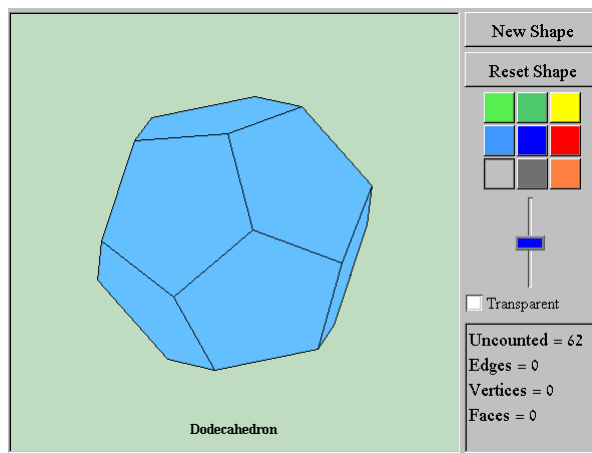 New Shape
Reset Shape
Transparent
Uncounted = 62
Edges = 0
Vertices = 0
Faces = 0
Dodecahedron